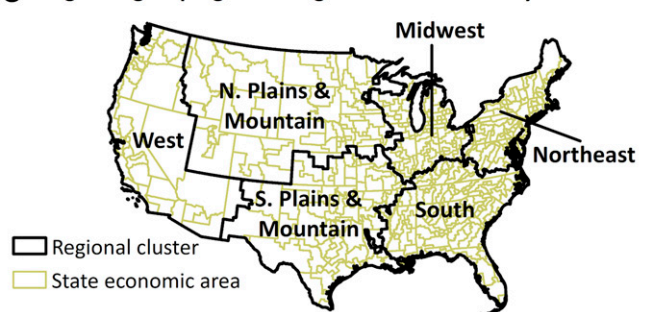 Midwest
N. Plains &
Mountain
West
Northeast
S. Plains &
Mountain
South
Regional cluster
State economic area